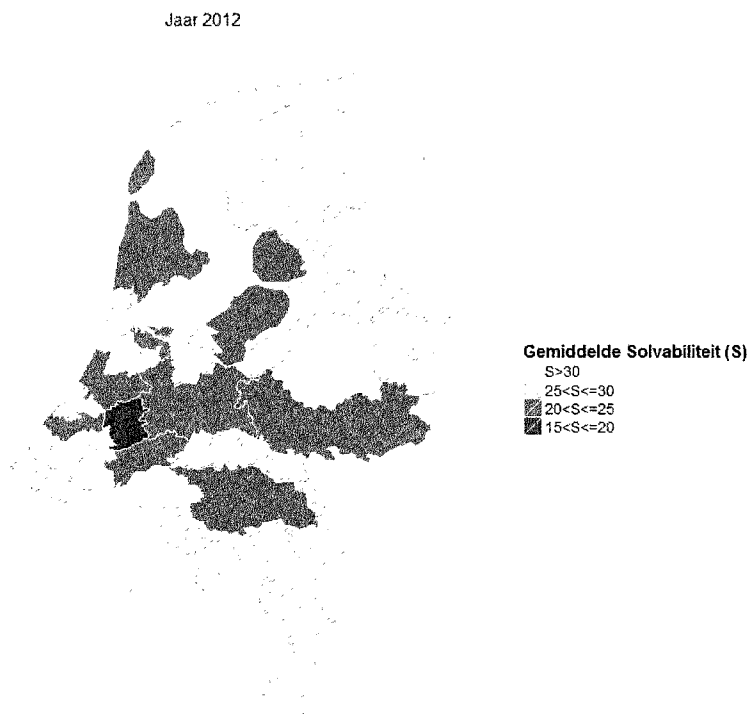 Jaar 2012
Gemiddelde Solvabiliteit (S)
S>30
25<S<=30
20<S<=25
15<S<=20